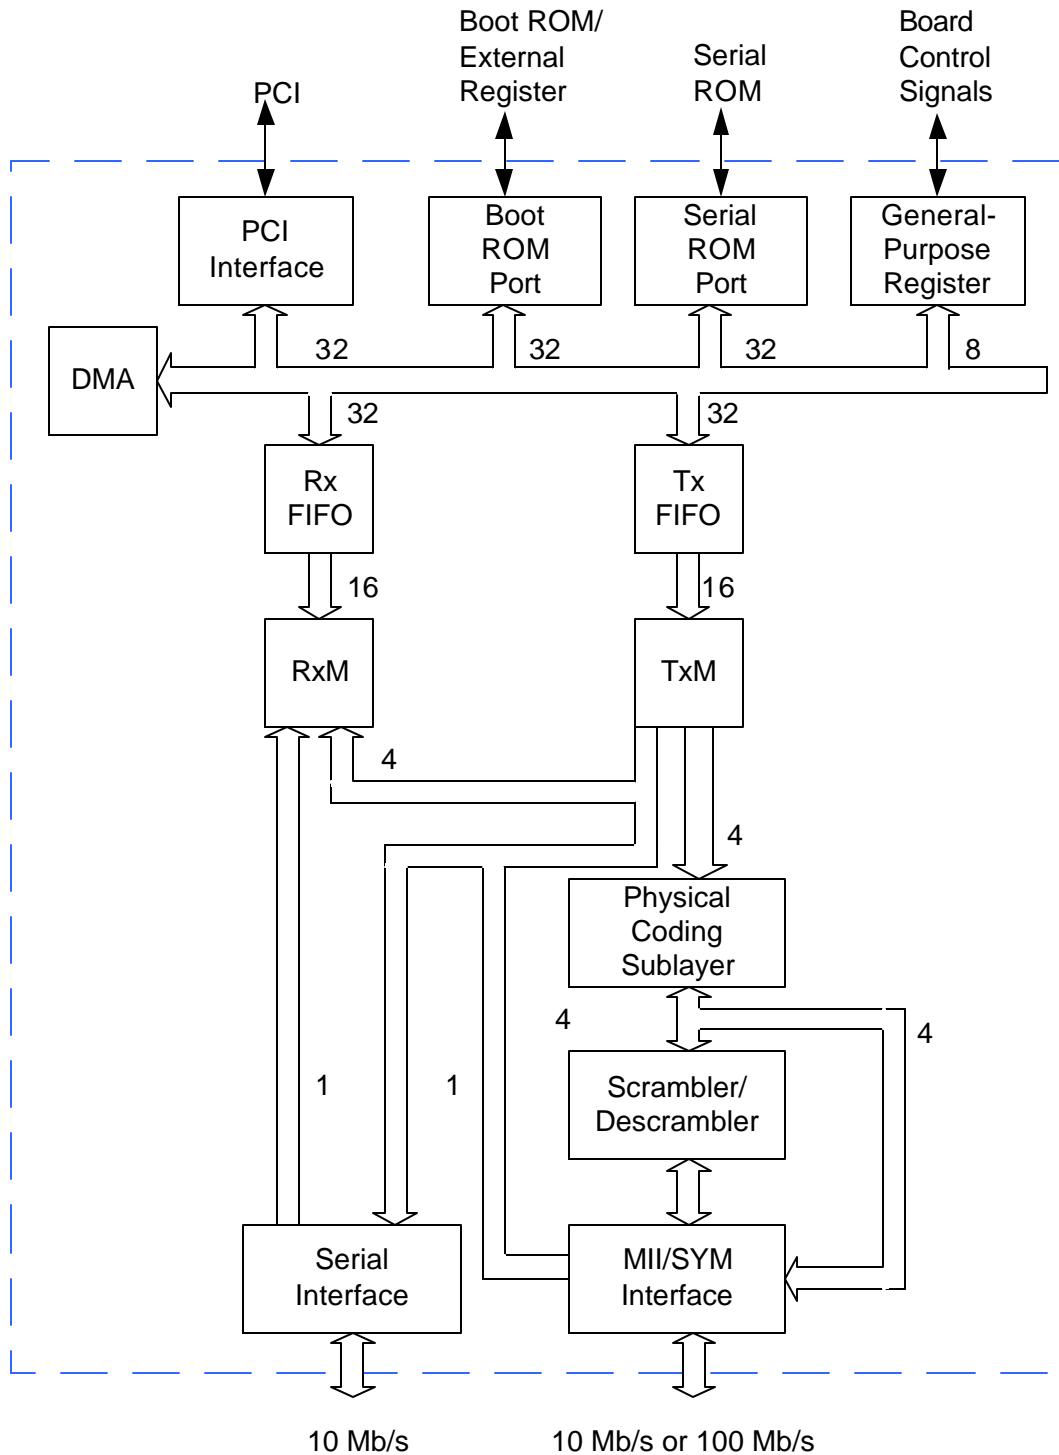 PCI
Boot ROM/
External
Register
Serial
ROM
Board
Control
Signals
PCI
Interface
Boot
ROM
Port
Serial
ROM
Port
General-
Purpose
Register
DMA
32
32
32
8
32
32
Rx
FIFO
Tx
FIFO
16
16
RxM
TxM
4
4
Physical
Coding
Sublayer
4
4
1
1
Scrambler/
Descrambler
Serial
Interface
MII/SYM
Interface
10 Mb/s
10 Mb/s or 100 Mb/s